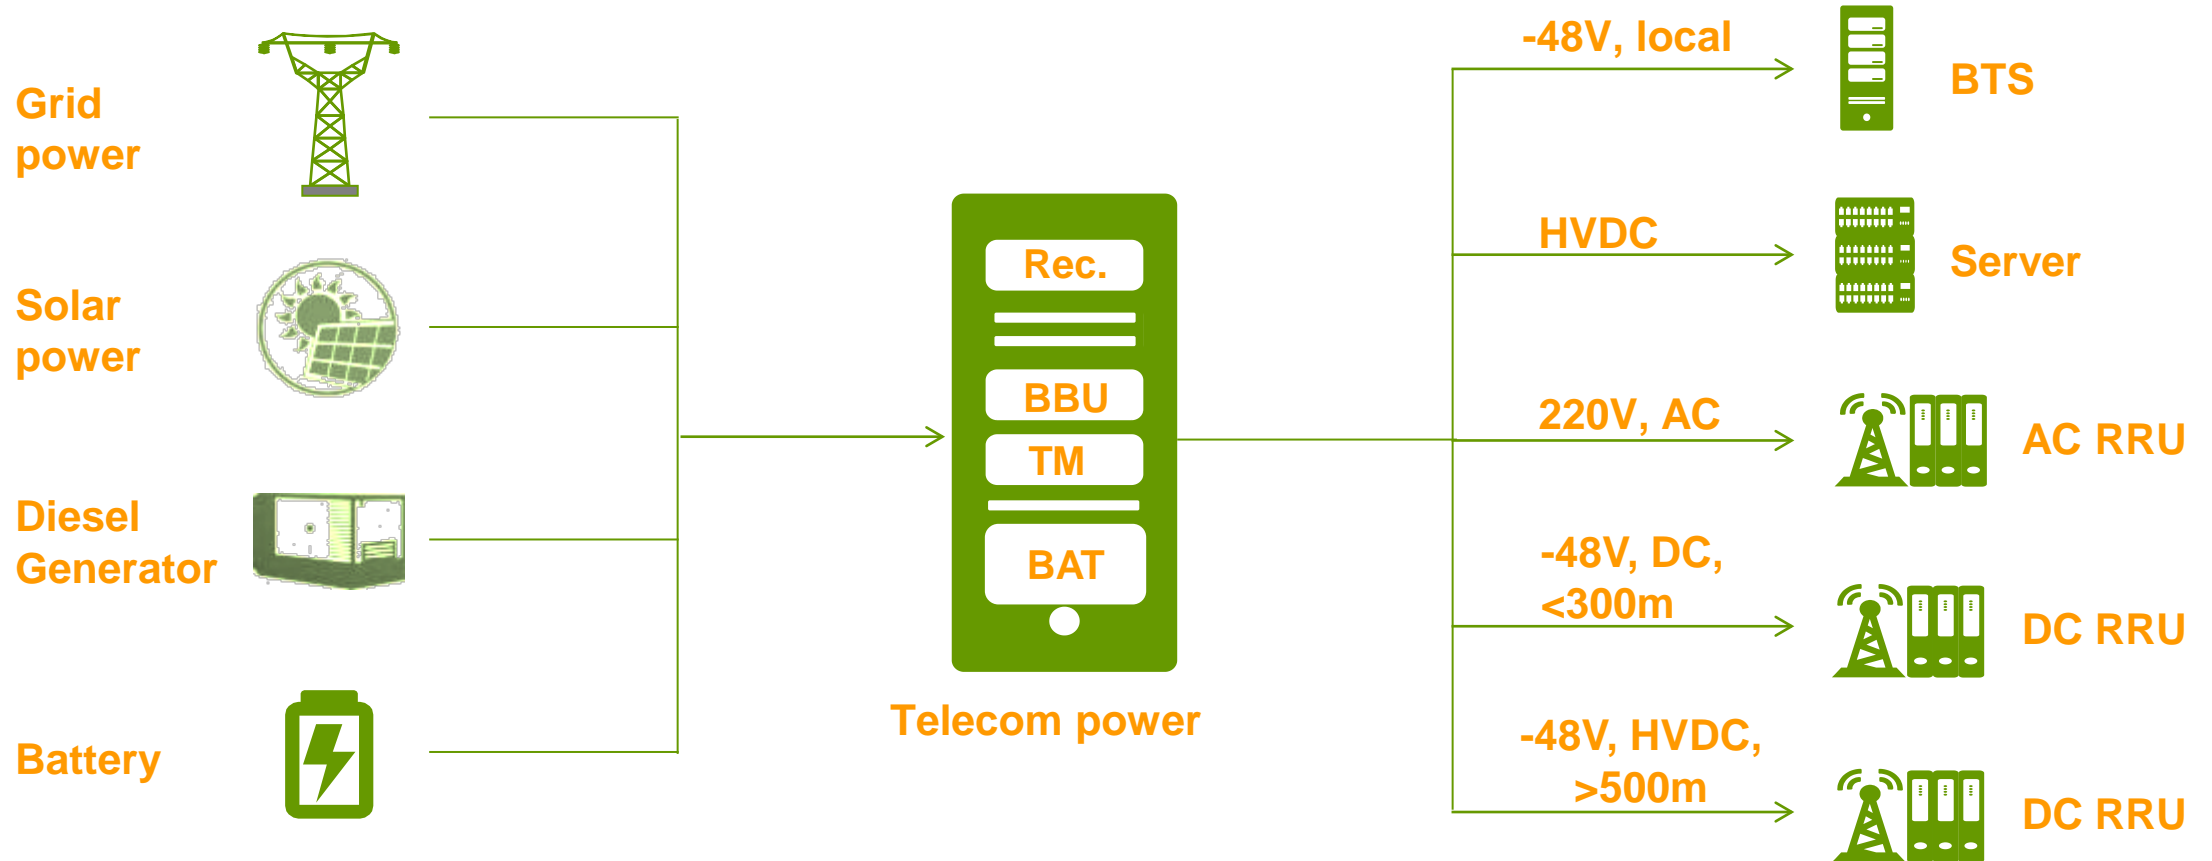 Grid
power
Solar
power
Diesel
Generator
Battery
Rec.
BBU
TM
BAT
Telecom power
-48V, local
BTS
HVDC
Server
220V, AC
AC RRU
-48V, DC,
<300m
DC RRU
-48V, HVDC,
>500m
DC RRU